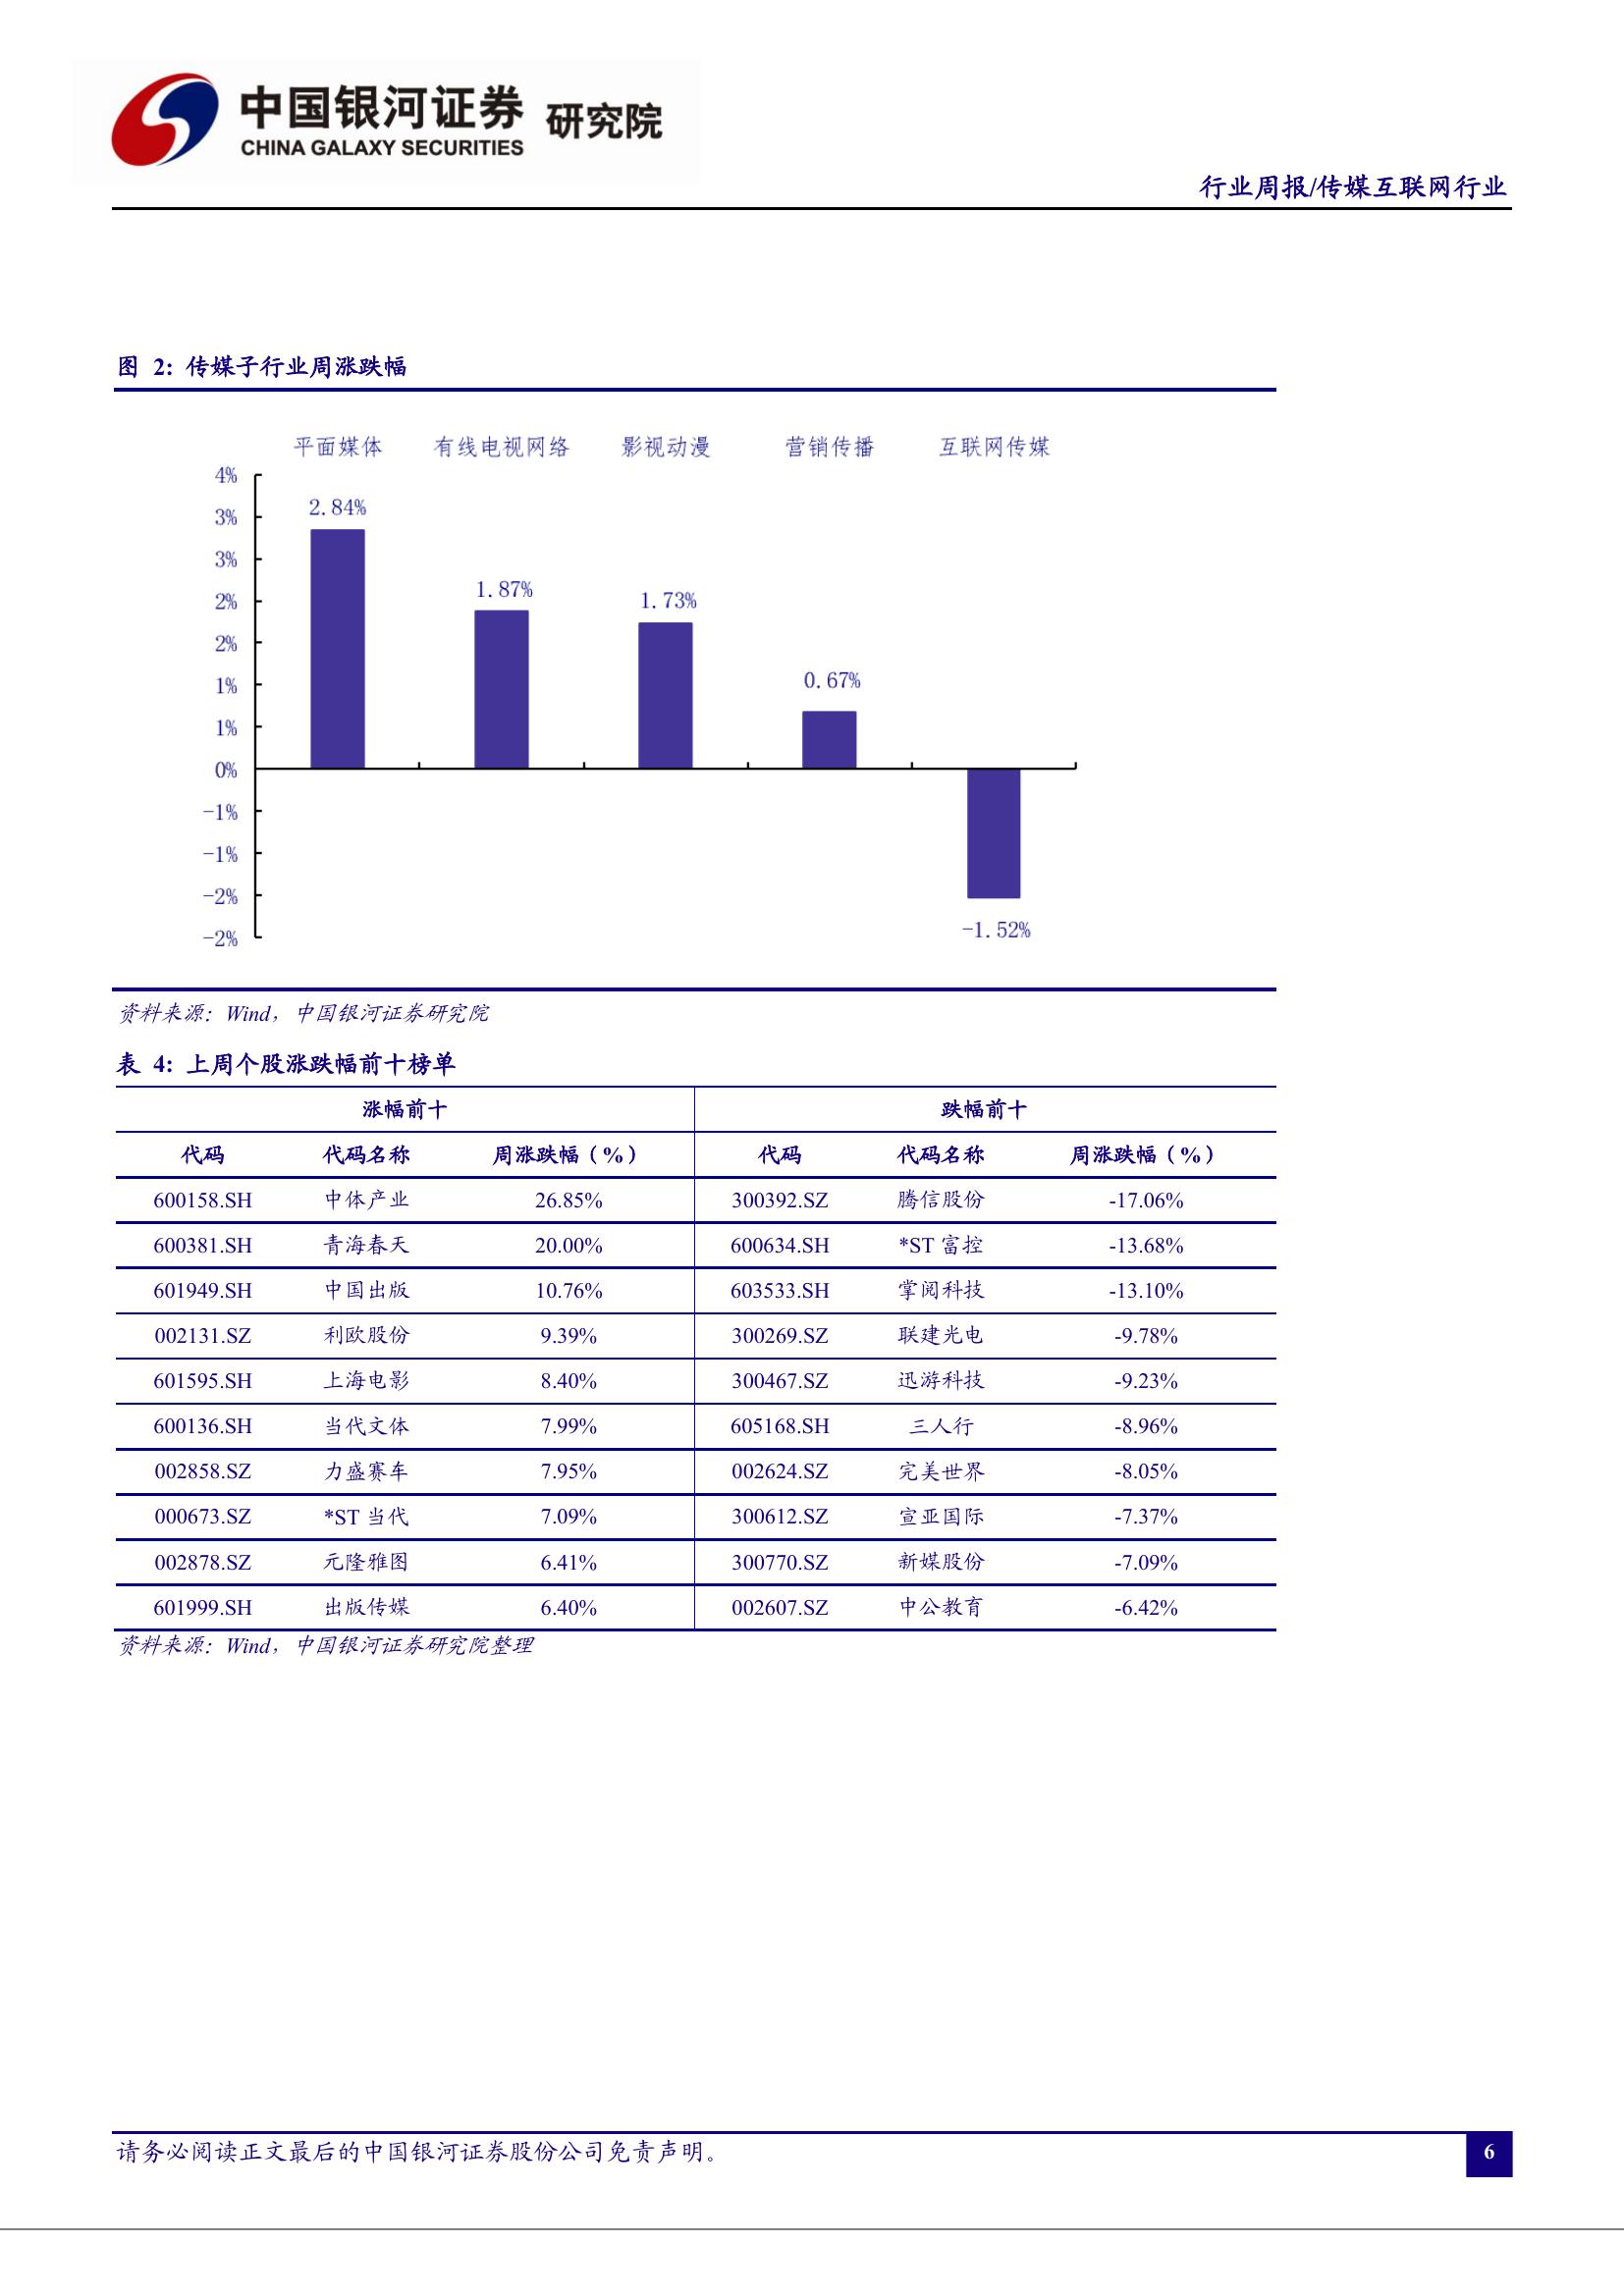 中国银河证券 研究院
CHINA GALAXY SECURITIES
行业周报/传媒互联网行业
图 2: 传媒子行业周涨跌幅
平面媒体 有线电视网络 影视动漫 营销传播 互联网传媒
4%
3%
3%
2%
2%
1%
1%
0%
-1%
-1%
-2%
-2%
2.84%
1.87%
1.73%
0.67%
-1.52%
资料来源：Wind，中国银河证券研究院
表 4: 上周个股涨跌幅前十榜单
涨幅前十 跌幅前十
代码 代码名称 周涨跌幅（%） 代码 代码名称 周涨跌幅（%）
600158.SH 中体产业 26.85% 300392.SZ 腾信股份 -17.06%
600381.SH 青海春天 20.00% 600634.SH *ST 富控 -13.68%
601949.SH 中国出版 10.76% 603533.SH 掌阅科技 -13.10%
002131.SZ 利欧股份 9.39% 300269.SZ 联建光电 -9.78%
601595.SH 上海电影 8.40% 300467.SZ 迅游科技 -9.23%
600136.SH 当代文体 7.99% 605168.SH 三人行 -8.96%
002858.SZ 力盛赛车 7.95% 002624.SZ 完美世界 -8.05%
000673.SZ *ST 当代 7.09% 300612.SZ 宣亚国际 -7.37%
002878.SZ 元隆雅图 6.41% 300770.SZ 新媒股份 -7.09%
601999.SH 出版传媒 6.40% 002607.SZ 中公教育 -6.42%
资料来源：Wind，中国银河证券研究院整理
请务必阅读正文最后的中国银河证券股份公司免责声明。
6